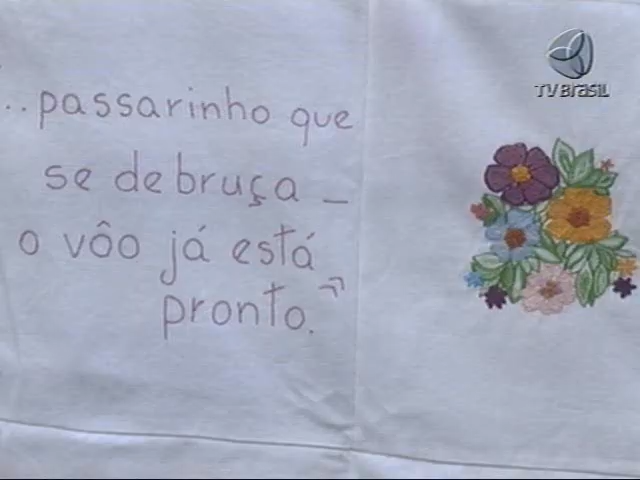 TV Brasil
..passarinho que
se debruça –
o vôo já está
pronto.”